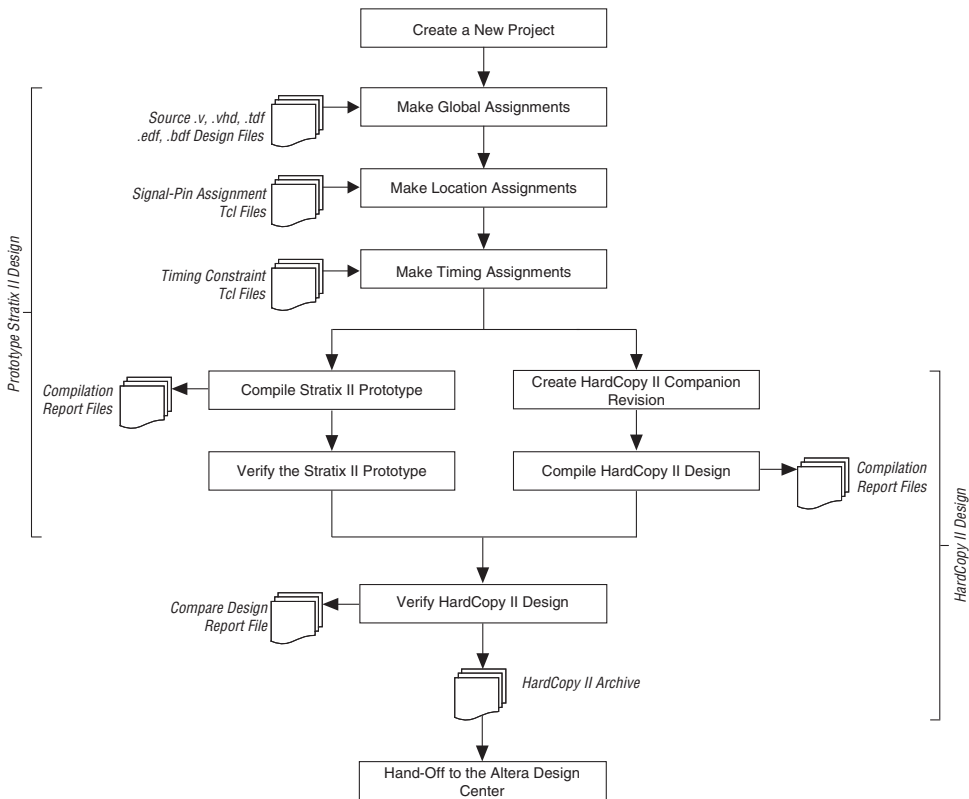 Create a New Project
Make Global Assignments
Source .v, .vhd, .tdf
.edf, .bdf Design Files
Make Location Assignments
Signal-Pin Assignment
Tcl Files
Make Timing Assignments
Timing Constraint
Tcl Files
Prototype Stratix II Design
Compile Stratix II Prototype
Compilation
Report Files
Create HardCopy II Companion
Revision
Verify the Stratix II Prototype
Compile HardCopy II Design
Compilation
Report Files
HardCopy II Design
Verify HardCopy II Design
Compare Design
Report File
HardCopy II Archive
Hand-Off to the Altera Design
Center